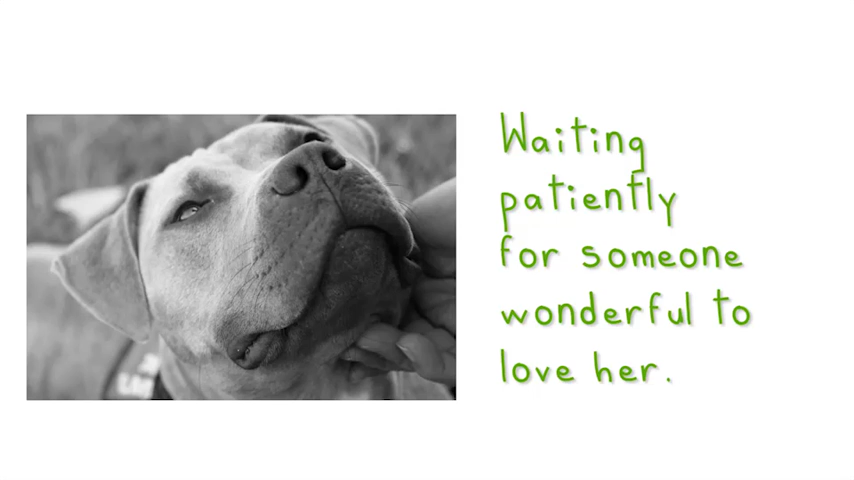 Waiting
patiently
for someone
wonderful to
love her.